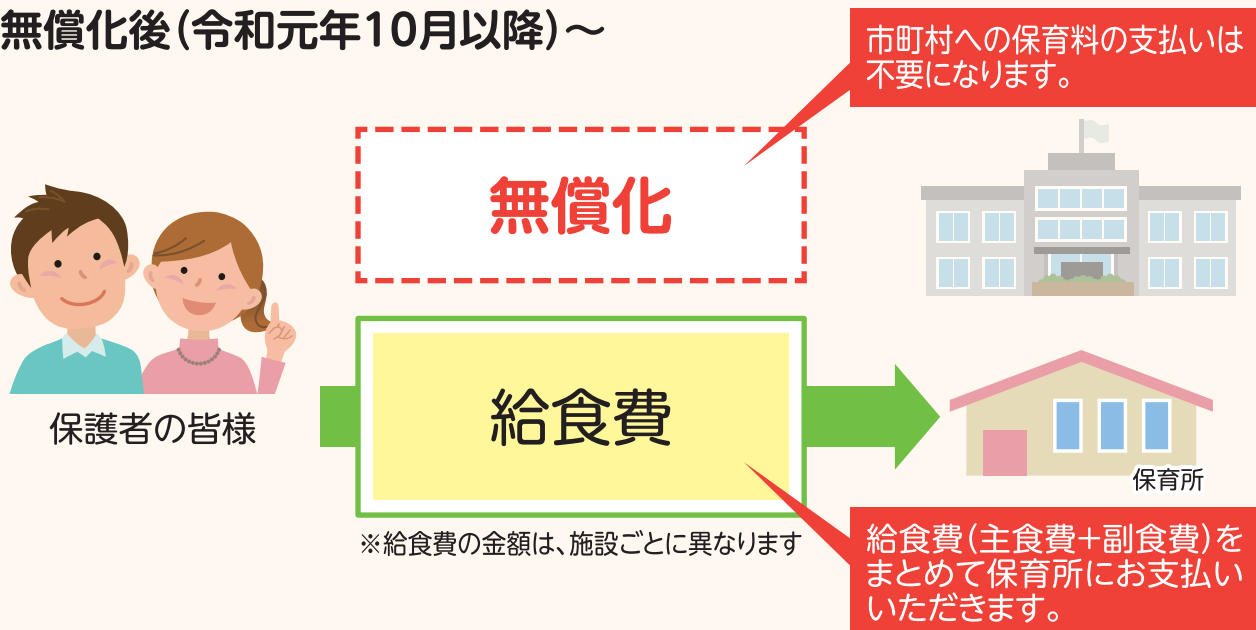 無償化後(令和元年10月以降)～
市町村への保育料の支払いは
不要になります。
無償化
保護者の皆様
給食費
保育所
※給食費の金額は、施設ごとに異なります
給食費(主食費+副食費)を
まとめて保育所にお支払い
いただきます。